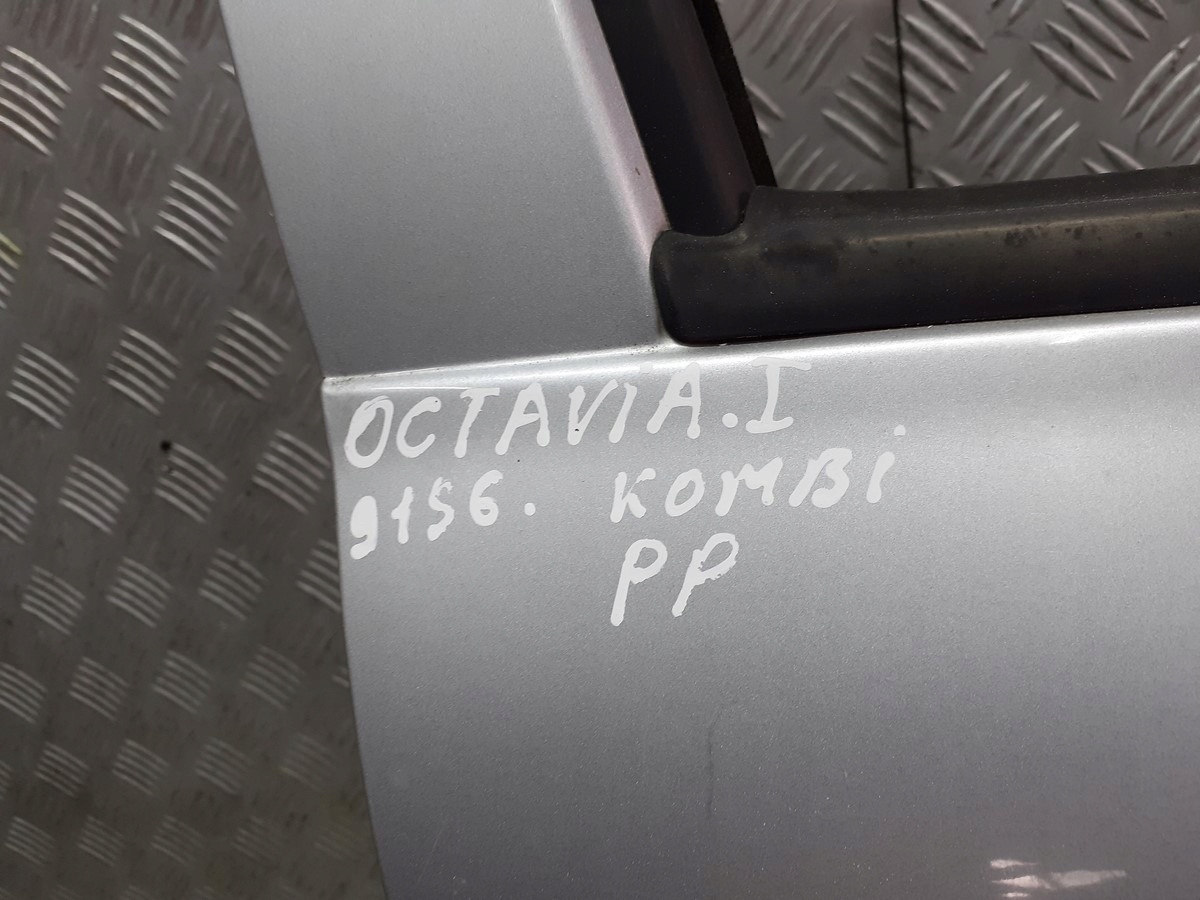 OCTAViA. I
9156. KOMBi
PP